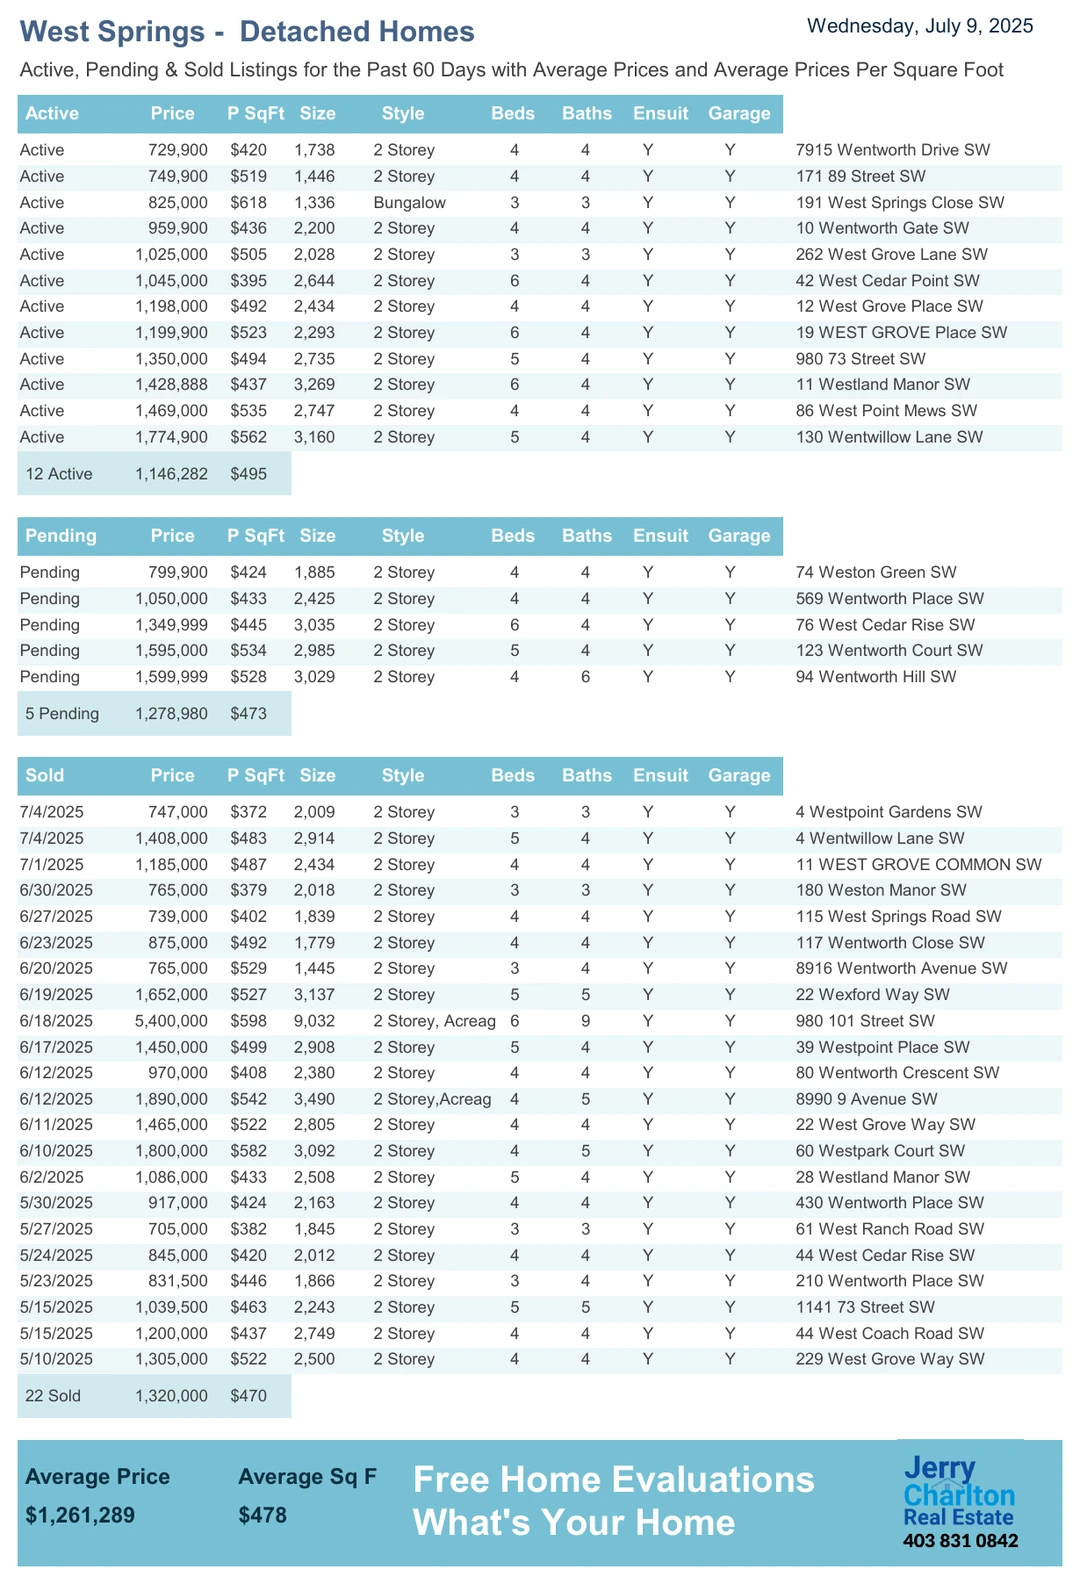 West Springs - Detached Homes
Wednesday, July 9, 2025
Active, Pending & Sold Listings for the Past 60 Days with Average Prices and Average Prices Per Square Foot
Active Price P SqFt Size Style Beds Baths Ensuit Garage
Active 729,900 $420 1,738 2 Storey 4 4 Y Y 7915 Wentworth Drive SW
Active 749,900 $519 1,446 2 Storey 4 4 Y Y 171 89 Street SW
Active 825,000 $618 1,336 Bungalow 3 3 Y Y 191 West Springs Close SW
Active 959,900 $436 2,200 2 Storey 4 4 Y Y 10 Wentworth Gate SW
Active 1,025,000 $505 2,028 2 Storey 3 3 Y Y 262 West Grove Lane SW
Active 1,045,000 $395 2,644 2 Storey 6 4 Y Y 42 West Cedar Point SW
Active 1,198,000 $492 2,434 2 Storey 4 4 Y Y 12 West Grove Place SW
Active 1,199,900 $523 2,293 2 Storey 6 4 Y Y 19 WEST GROVE Place SW
Active 1,350,000 $494 2,735 2 Storey 5 4 Y Y 980 73 Street SW
Active 1,428,888 $437 3,269 2 Storey 6 4 Y Y 11 Westland Manor SW
Active 1,469,000 $535 2,747 2 Storey 4 4 Y Y 86 West Point Mews SW
Active 1,774,900 $562 3,160 2 Storey 5 4 Y Y 130 Wentwillow Lane SW
12 Active 1,146,282 $495
Pending Price P SqFt Size Style Beds Baths Ensuit Garage
Pending 799,900 $424 1,885 2 Storey 4 4 Y Y 74 Weston Green SW
Pending 1,050,000 $433 2,425 2 Storey 4 4 Y Y 569 Wentworth Place SW
Pending 1,349,999 $445 3,035 2 Storey 6 4 Y Y 76 West Cedar Rise SW
Pending 1,595,000 $534 2,985 2 Storey 5 4 Y Y 123 Wentworth Court SW
Pending 1,599,999 $528 3,029 2 Storey 4 6 Y Y 94 Wentworth Hill SW
5 Pending 1,278,980 $473
Sold Price P SqFt Size Style Beds Baths Ensuit Garage
7/4/2025 747,000 $372 2,009 2 Storey 3 3 Y Y 4 Westpoint Gardens SW
7/4/2025 1,408,000 $483 2,914 2 Storey 5 4 Y Y 4 Wentwillow Lane SW
7/1/2025 1,185,000 $487 2,434 2 Storey 4 4 Y Y 11 WEST GROVE COMMON SW
6/30/2025 765,000 $379 2,018 2 Storey 3 3 Y Y 180 Weston Manor SW
6/27/2025 739,000 $402 1,839 2 Storey 4 4 Y Y 115 West Springs Road SW
6/23/2025 875,000 $492 1,779 2 Storey 4 4 Y Y 117 Wentworth Close SW
6/20/2025 765,000 $529 1,445 2 Storey 3 4 Y Y 8916 Wentworth Avenue SW
6/19/2025 1,652,000 $527 3,137 2 Storey 5 5 Y Y 22 Wexford Way SW
6/18/2025 5,400,000 $598 9,032 2 Storey, Acreag 6 9 Y Y 980 101 Street SW
6/17/2025 1,450,000 $499 2,908 2 Storey 5 4 Y Y 39 Westpoint Place SW
6/12/2025 970,000 $408 2,380 2 Storey 4 4 Y Y 80 Wentworth Crescent SW
6/12/2025 1,890,000 $542 3,490 2 Storey,Acreag 4 5 Y Y 8990 9 Avenue SW
6/11/2025 1,465,000 $522 2,805 2 Storey 4 4 Y Y 22 West Grove Way SW
6/10/2025 1,800,000 $582 3,092 2 Storey 4 5 Y Y 60 Westpark Court SW
6/2/2025 1,086,000 $433 2,508 2 Storey 5 4 Y Y 28 Westland Manor SW
5/30/2025 917,000 $424 2,163 2 Storey 4 4 Y Y 430 Wentworth Place SW
5/27/2025 705,000 $382 1,845 2 Storey 3 3 Y Y 61 West Ranch Road SW
5/24/2025 845,000 $420 2,012 2 Storey 4 4 Y Y 44 West Cedar Rise SW
5/23/2025 831,500 $446 1,866 2 Storey 3 4 Y Y 210 Wentworth Place SW
5/15/2025 1,039,500 $463 2,243 2 Storey 5 5 Y Y 1141 73 Street SW
5/15/2025 1,200,000 $437 2,749 2 Storey 4 4 Y Y 44 West Coach Road SW
5/10/2025 1,305,000 $522 2,500 2 Storey 4 4 Y Y 229 West Grove Way SW
22 Sold 1,320,000 $470
Average Price Average Sq F
$1,261,289 $478
Free Home Evaluations
What's Your Home
Jerry
Charlton
Real Estate
403 831 0842